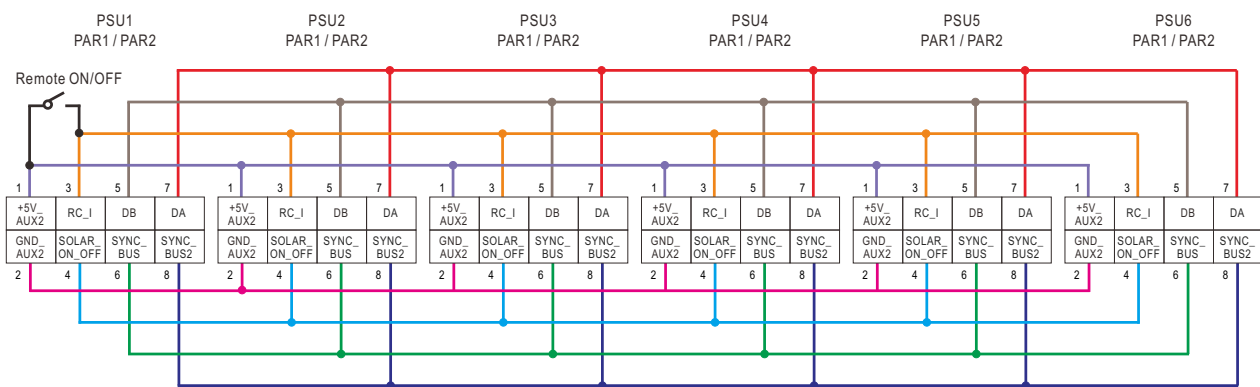 PSU1 PSU2 PSU3 PSU4 PSU5 PSU6
PAR1 / PAR2 PAR1 / PAR2 PAR1 / PAR2 PAR1 / PAR2 PAR1 / PAR2 PAR1 / PAR2
Remote ON/OFF
1 3 5 7 1 3 5 7 1 3 5 7 1 3 5 7 1 3 5 7 1 3 5 7
+5V_ RC_I DB DA +5V_ RC_I DB DA +5V_ RC_I DB DA +5V_ RC_I DB DA +5V_ RC_I DB DA +5V_ RC_I DB DA
AUX2 AUX2 AUX2 AUX2 AUX2 AUX2
GND_ SOLAR_ SYNC_ SYNC_ GND_ SOLAR_ SYNC_ SYNC_ GND_ SOLAR_ SYNC_ SYNC_ GND_ SOLAR_ SYNC_ SYNC_ GND_ SOLAR_ SYNC_ SYNC_ GND_ SOLAR_ SYNC_ SYNC_
AUX2 ON_OFF BUS BUS2 AUX2 ON_OFF BUS BUS2 AUX2 ON_OFF BUS BUS2 AUX2 ON_OFF BUS BUS2 AUX2 ON_OFF BUS BUS2 AUX2 ON_OFF BUS BUS2
2 4 6 8 2 4 6 8 2 4 6 8 2 4 6 8 2 4 6 8 2 4 6 8